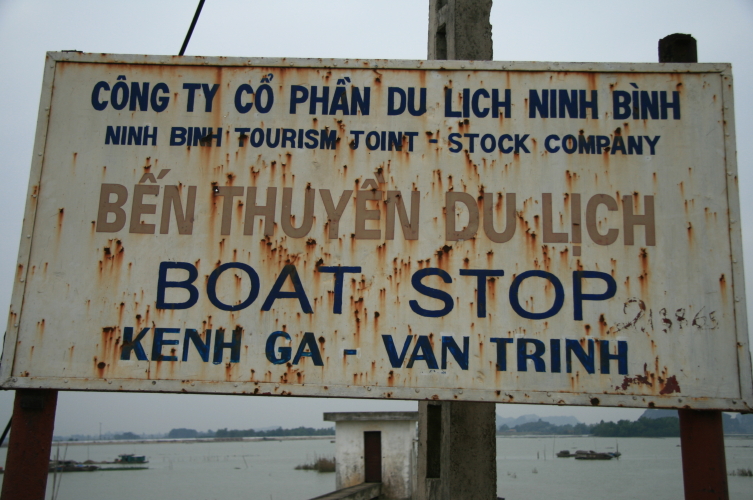 CÔNG TY CỔ PHẦN DU LỊCH NINH BÌNH
NINH BINH TOURISM JOINT - STOCK COMPANY
BẾN THUYỀN DU LỊCH
BOAT STOP
KENH GA - VAN TRINH